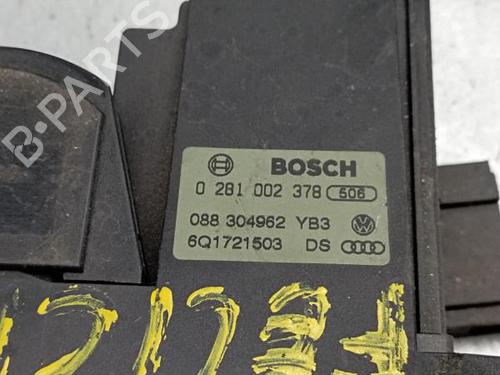 B-PARTS
BOSCH
0 281 002 378 506
088 304962 YB3
6Q1721503 DS